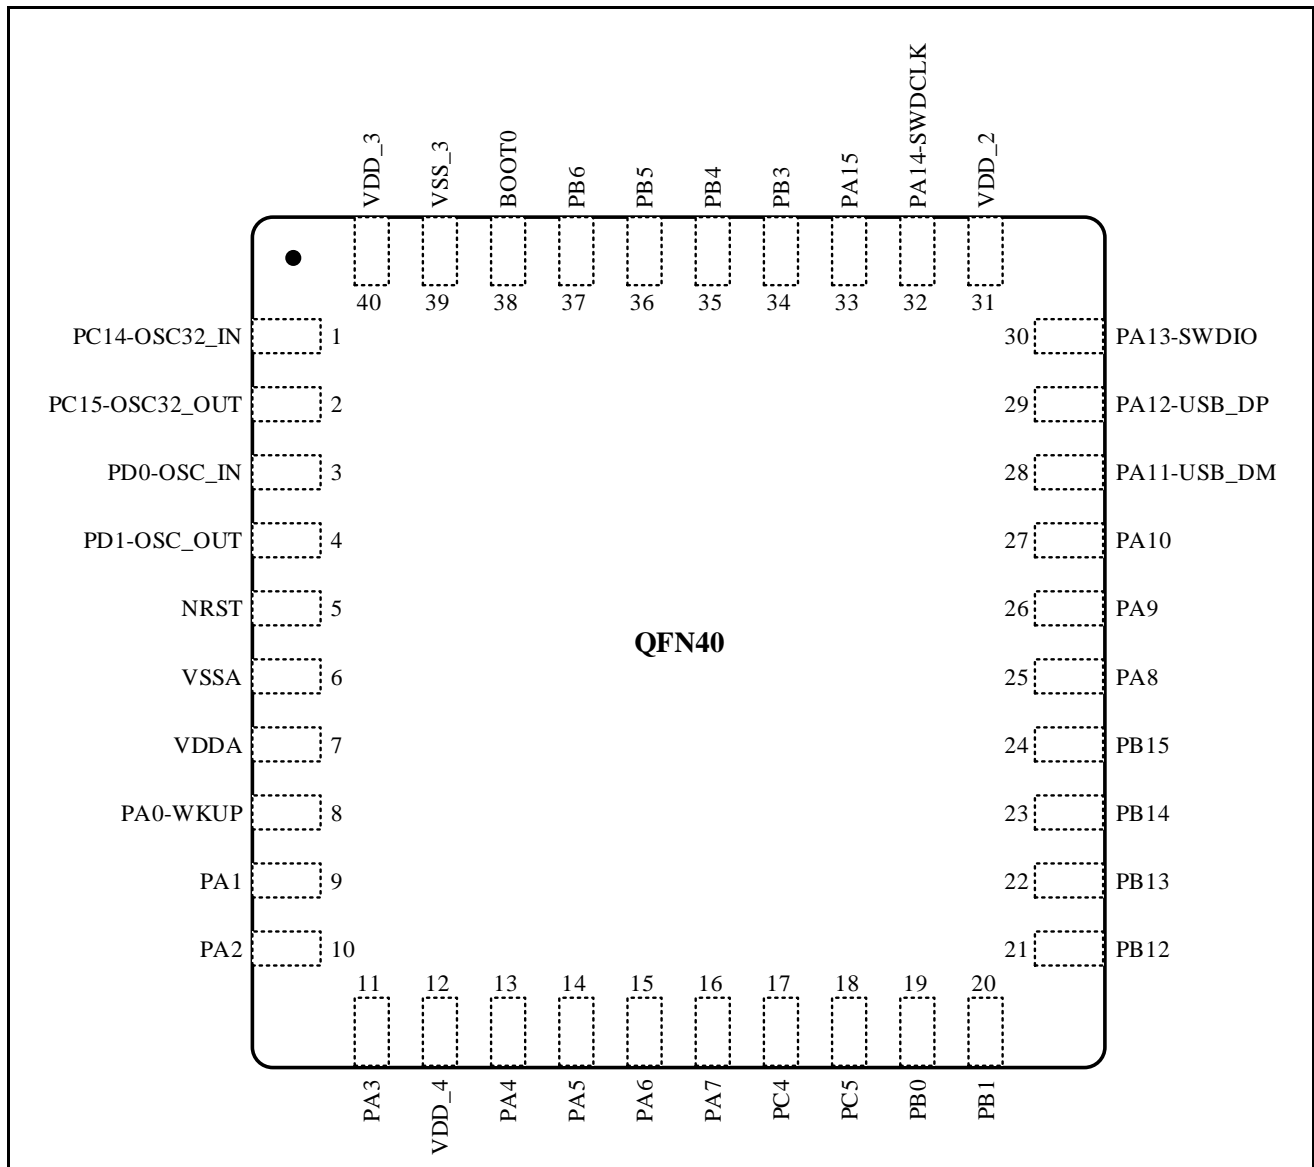 VDD_3
VSS_3
BOOT0
PB6
PB5
PB4
PB3
PA15
PA14-SWDCLK
VDD_2
40 39 38 37 36 35 34 33 32 31
PC14-OSC32_IN 1 30 PA13-SWDIO
PC15-OSC32_OUT 2 29 PA12-USB_DP
PD0-OSC_IN 3 28 PA11-USB_DM
PD1-OSC_OUT 4 27 PA10
NRST 5 26 PA9
QFN40
VSSA 6 25 PA8
VDDA 7 24 PB15
PA0-WKUP 8 23 PB14
PA1 9 22 PB13
PA2 10 21 PB12
11 12 13 14 15 16 17 18 19 20
PA3
VDD_4
PA4
PA5
PA6
PA7
PC4
PC5
PB0
PB1